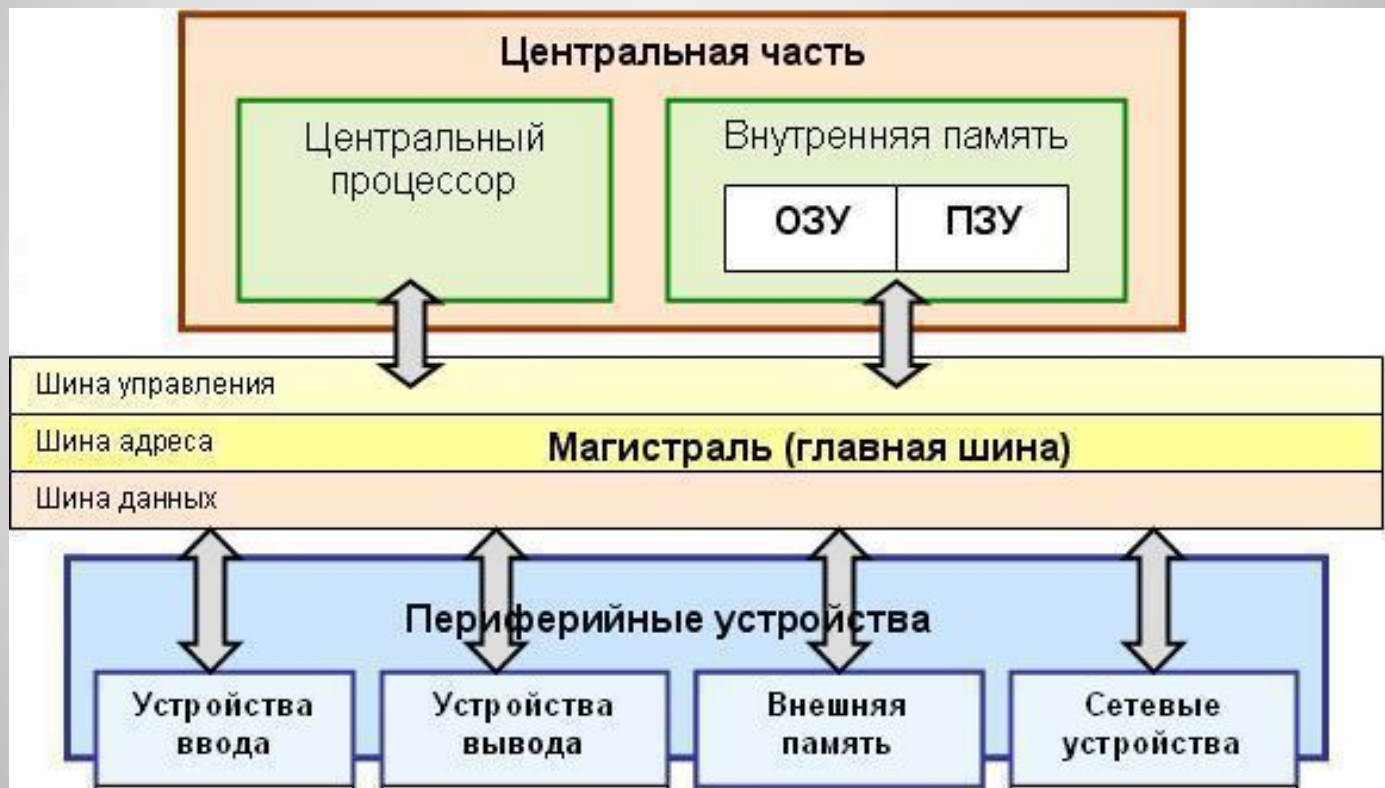 Центральная часть
Центральный
процессор
Внутренняя память
ОЗУ ПЗУ
Шина управления
Шина адреса
Магистраль (главная шина)
Шина данных
Периферийные устройства
Устройства
ввода
Устройства
вывода
Внешняя
память
Сетевые
устройства